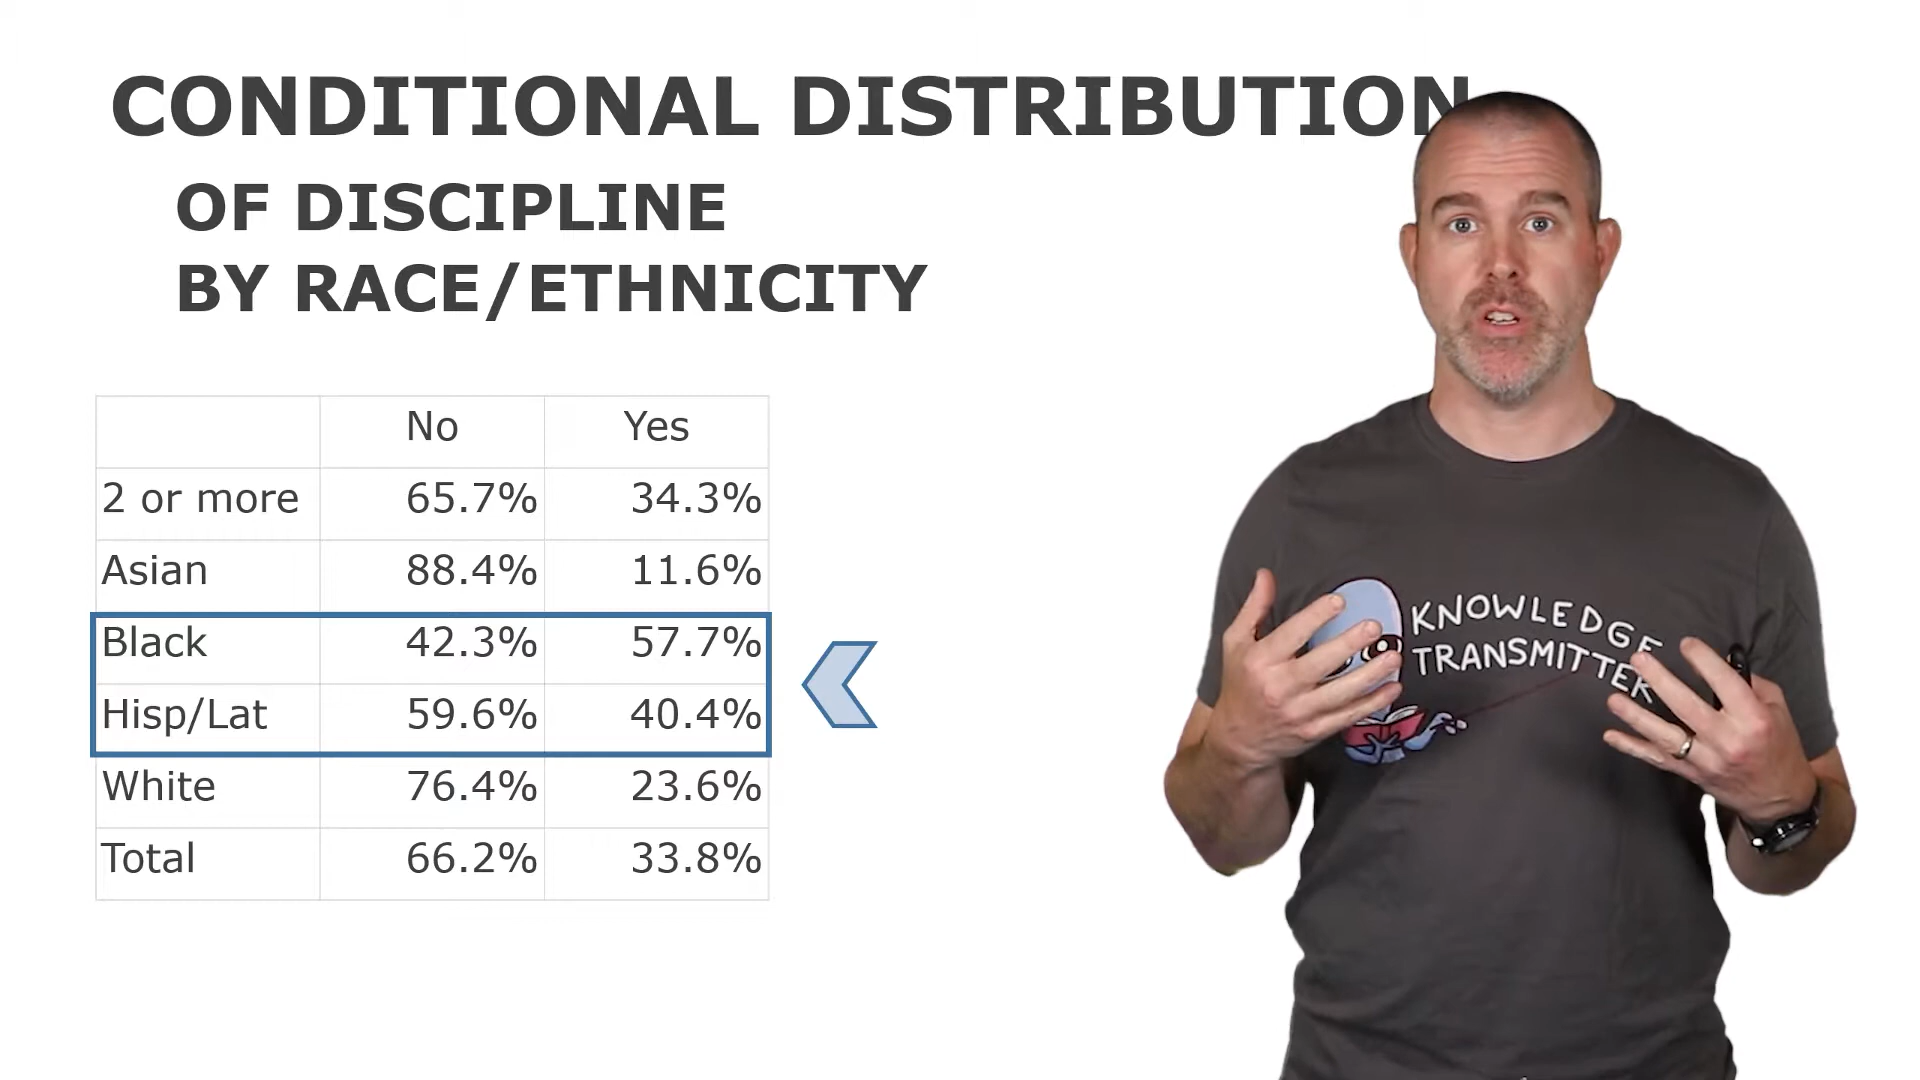 CONDITIONAL DISTRIBUTION
OF DISCIPLINE
BY RACE/ETHNICITY
No Yes
2 or more 65.7% 34.3%
Asian 88.4% 11.6%
Black 42.3% 57.7%
Hisp/Lat 59.6% 40.4%
White 76.4% 23.6%
Total 66.2% 33.8%
KNOWLEDGE
TRANSMITTER